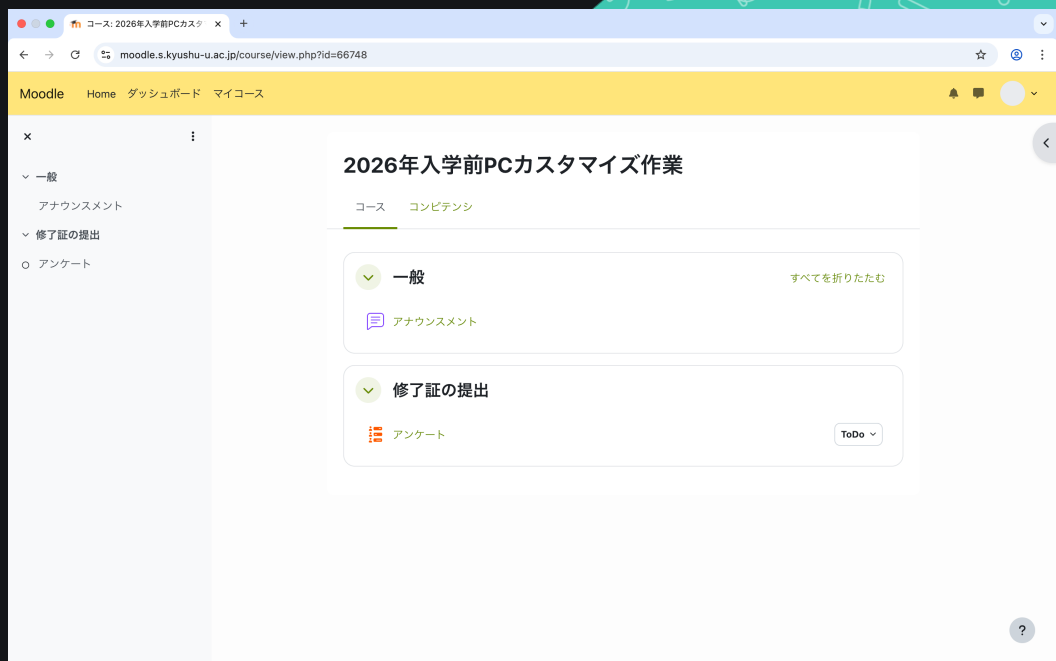 コース: 2026年入学前PCカスタ
moodle.s.kyushu-u.ac.jp/course/view.php?id=66748
Moodle Home ダッシュボード マイコース
一般
アナウンスメント
修了証の提出
アンケート
2026年入学前PCカスタマイズ作業
コース コンピテンシ
一般 すべてを折りたたむ
アナウンスメント
修了証の提出
アンケート ToDo
?